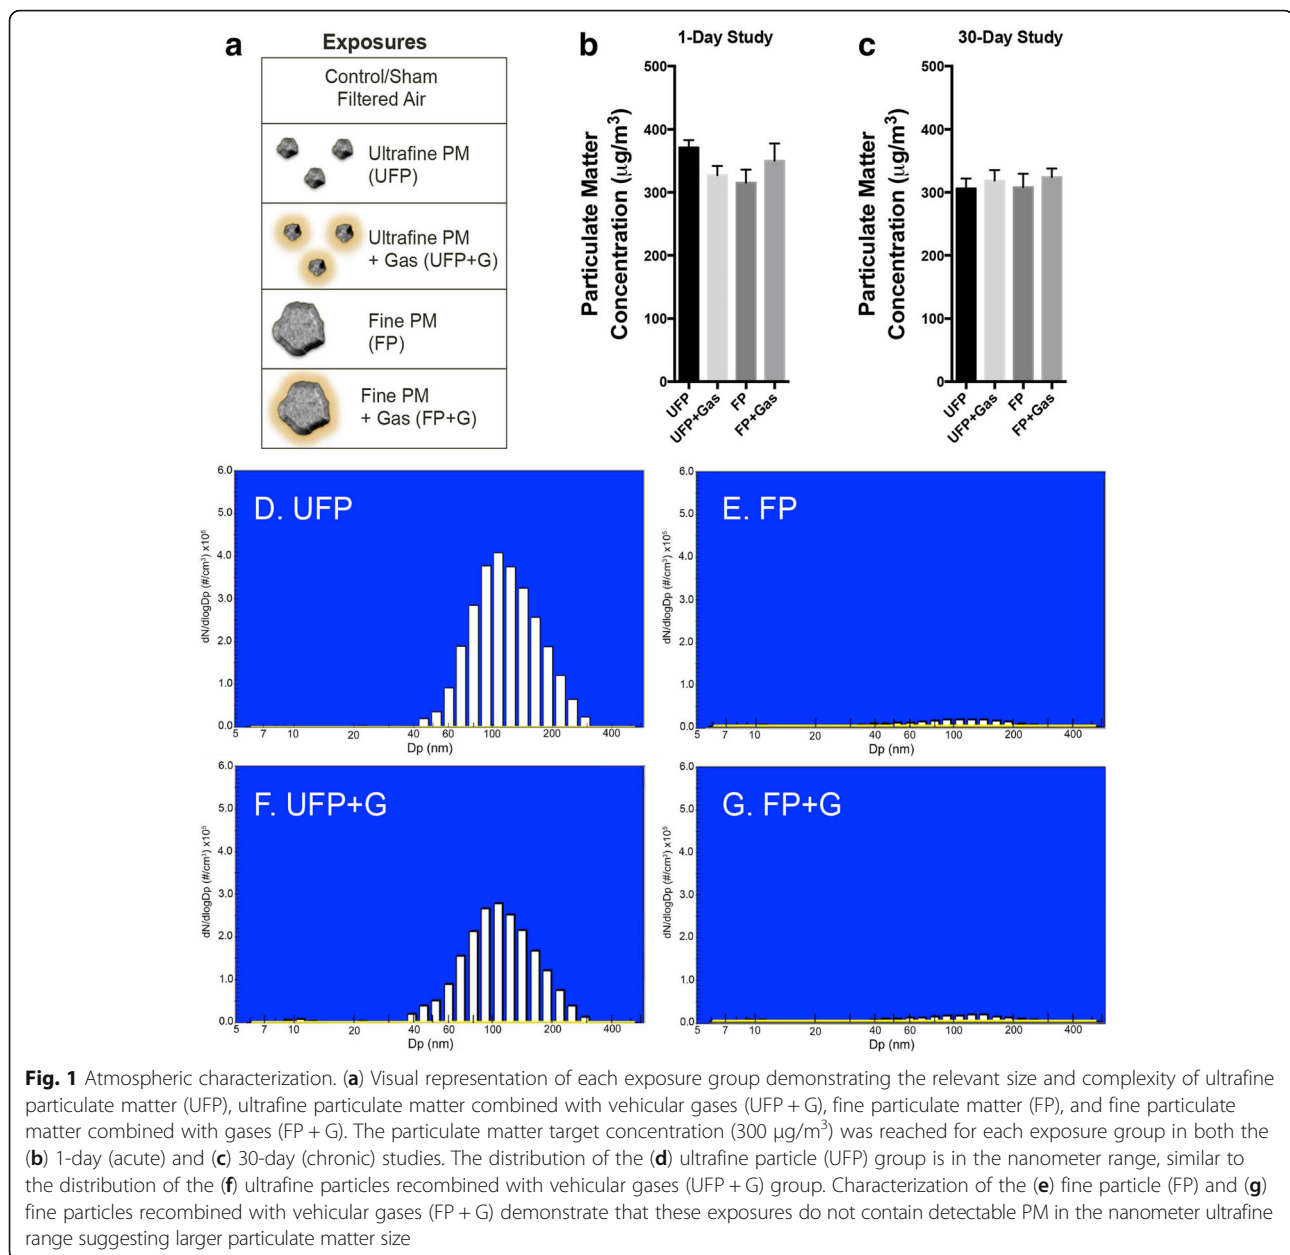 a
Exposures
Control/Sham
Filtered Air
Ultrafine PM
(UFP)
Ultrafine PM
+ Gas (UFP+G)
Fine PM
(FP)
Fine PM
+ Gas (FP+G)
b
1-Day Study
Particulate Matter
Concentration (μg/m³)
500
400
300
200
100
0
UFP
UFP+Gas
FP
FP+Gas
c
30-Day Study
Particulate Matter
Concentration (μg/m³)
500
400
300
200
100
0
UFP
UFP+Gas
FP
FP+Gas
D. UFP
dN/dlogDp (#/cm³) x10⁵
6.0
5.0
4.0
3.0
2.0
1.0
0.0
5 7 10 20 40 60 100 200 400
Dp (nm)
E. FP
dN/dlogDp (#/cm³) x10⁵
6.0
5.0
4.0
3.0
2.0
1.0
0.0
5 7 10 20 40 60 100 200 400
Dp (nm)
F. UFP+G
dN/dlogDp (#/cm³) x10⁵
6.0
5.0
4.0
3.0
2.0
1.0
0.0
5 7 10 20 40 60 100 200 400
Dp (nm)
G. FP+G
dN/dlogDp (#/cm³) x10⁵
6.0
5.0
4.0
3.0
2.0
1.0
0.0
5 7 10 20 40 60 100 200 400
Dp (nm)
Fig. 1 Atmospheric characterization. (a) Visual representation of each exposure group demonstrating the relevant size and complexity of ultrafine
particulate matter (UFP), ultrafine particulate matter combined with vehicular gases (UFP + G), fine particulate matter (FP), and fine particulate
matter combined with gases (FP + G). The particulate matter target concentration (300 μg/m³) was reached for each exposure group in both the
(b) 1-day (acute) and (c) 30-day (chronic) studies. The distribution of the (d) ultrafine particle (UFP) group is in the nanometer range, similar to
the distribution of the (f) ultrafine particles recombined with vehicular gases (UFP + G) group. Characterization of the (e) fine particle (FP) and (g)
fine particles recombined with vehicular gases (FP + G) demonstrate that these exposures do not contain detectable PM in the nanometer ultrafine
range suggesting larger particulate matter size